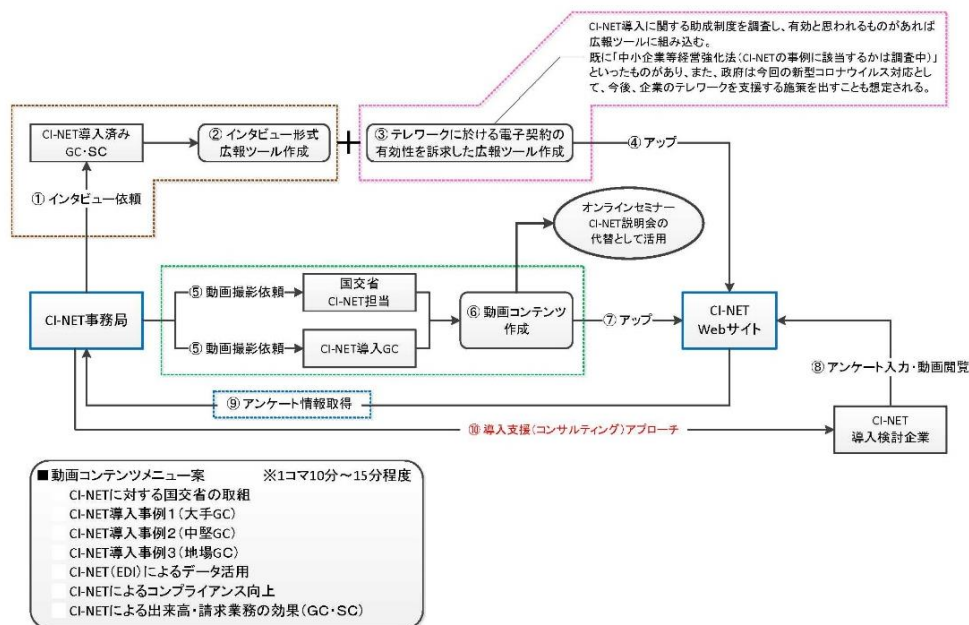 CI-NET導入に関する助成制度を調査し、有効と思われるものがあれば
広報ツールに組み込む。
既に「中小企業等経営強化法(CI-NETの事例に該当するかは調査中)」
といったものがあり、また、政府は今回の新型コロナウイルス対応とし
て、今後、企業のテレワークを支援する施策を出すことも想定される。
CI-NET導入済み
GC・SC
② インタビュー形式
広報ツール作成
+
③ テレワークに於ける電子契約の
有効性を訴求した広報ツール作成
④ アップ
① インタビュー依頼
オンラインセミナー
CI-NET説明会の
代替として活用
CI-NET事務局
⑤ 動画撮影依頼
国交省
CI-NET担当
⑤ 動画撮影依頼
CI-NET導入GC
⑥ 動画コンテンツ
作成
⑦ アップ
CI-NET
Webサイト
⑧ アンケート入力・動画閲覧
⑨ アンケート情報取得
⑩ 導入支援(コンサルティング)アプローチ
CI-NET
導入検討企業
■ 動画コンテンツメニュー案 ※1コマ10分～15分程度
CI-NETに対する国交省の取組
CI-NET導入事例1(大手GC)
CI-NET導入事例2(中堅GC)
CI-NET導入事例3(地場GC)
CI-NET(EDI)によるデータ活用
CI-NETによるコンプライアンス向上
CI-NETによる出来高・請求業務の効果(GC・SC)